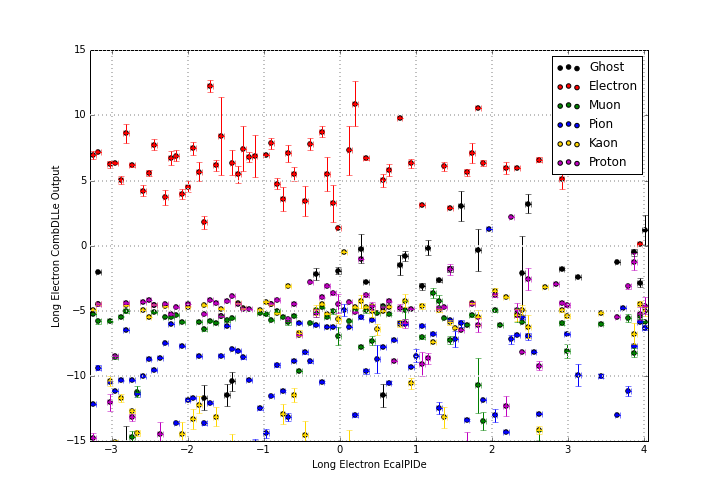 15
10
5
0
−5
−10
−15
Long Electron CombDLLe Output
Ghost
Electron
Muon
Pion
Kaon
Proton
−3 −2 −1 0 1 2 3 4
Long Electron EcalPIDe